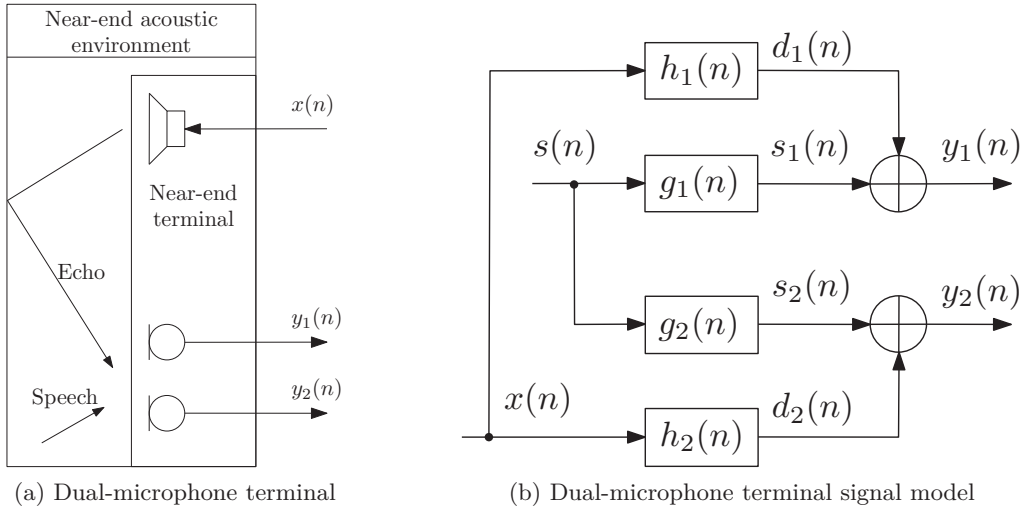 Near-end acoustic
environment
x(n)
Near-end
terminal
Echo
y₁(n)
y₂(n)
Speech
(a) Dual-microphone terminal
h₁(n)
d₁(n)
s(n)
g₁(n)
s₁(n)
y₁(n)
g₂(n)
s₂(n)
y₂(n)
x(n)
h₂(n)
d₂(n)
(b) Dual-microphone terminal signal model